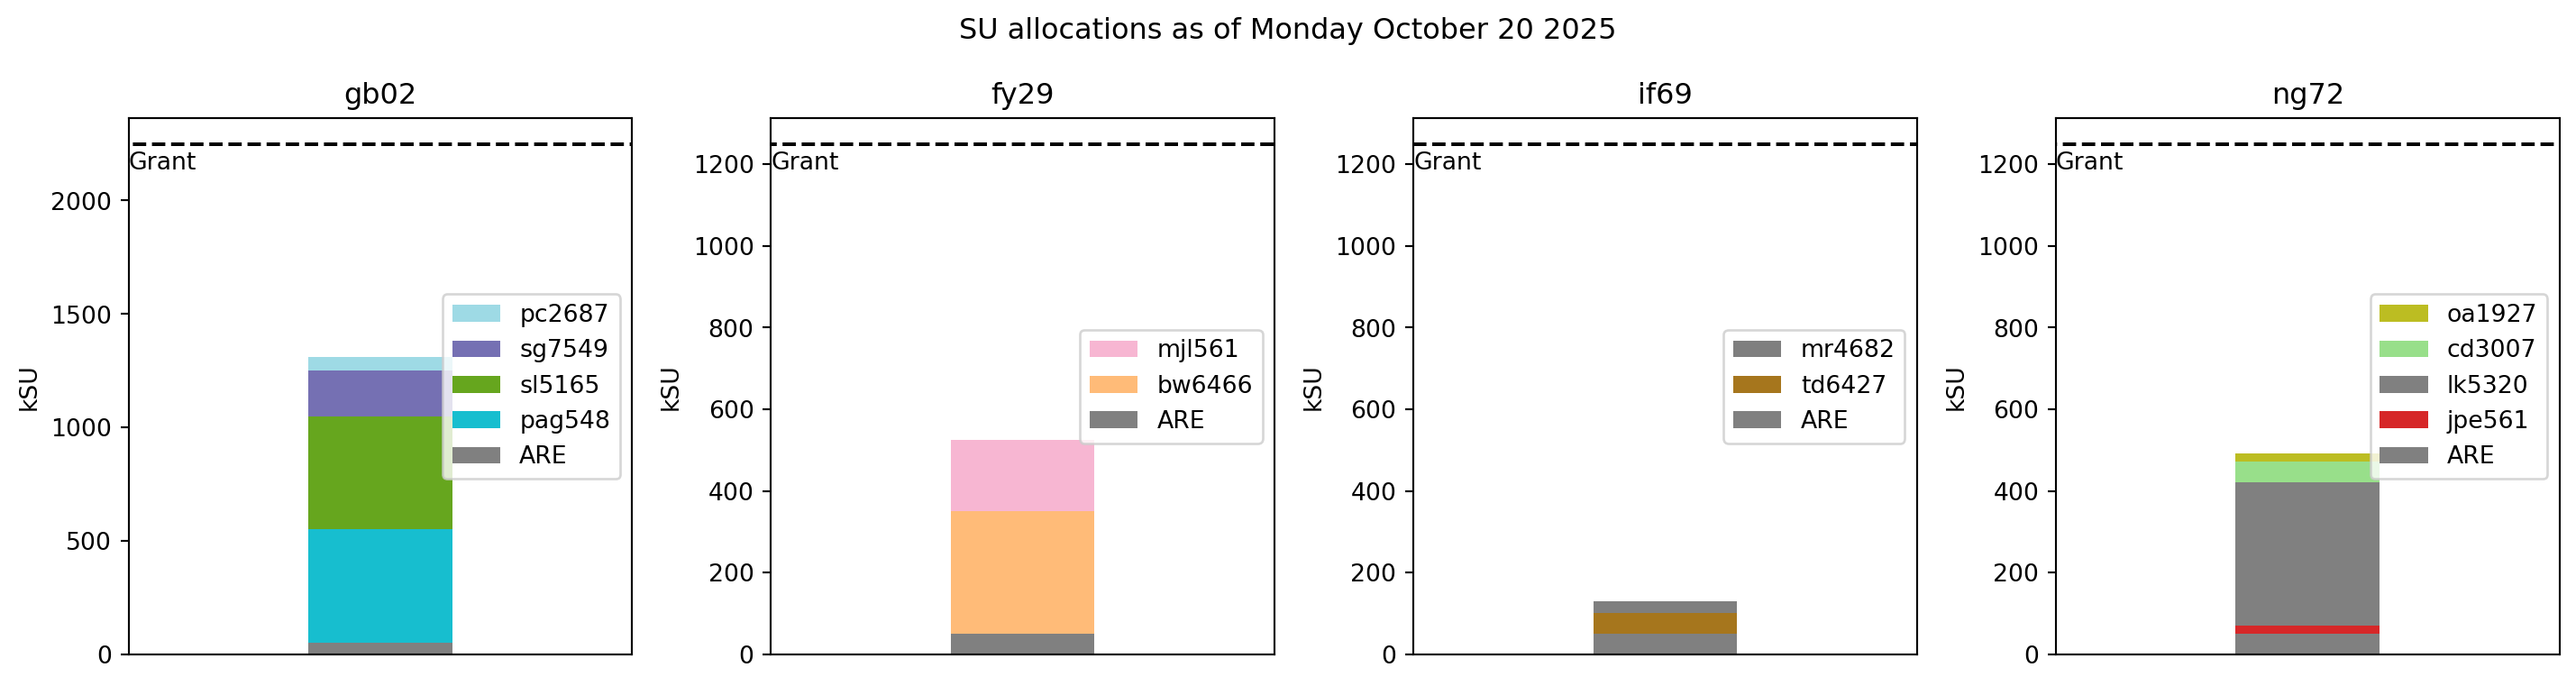 SU allocations as of Monday October 20 2025
gb02
kSU
2000
1500
1000
500
0
Grant
pc2687
sg7549
sl5165
pag548
ARE
fy29
kSU
1200
1000
800
600
400
200
0
Grant
mjl561
bw6466
ARE
if69
kSU
1200
1000
800
600
400
200
0
Grant
mr4682
td6427
ARE
ng72
kSU
1200
1000
800
600
400
200
0
Grant
oa1927
cd3007
lk5320
jpe561
ARE